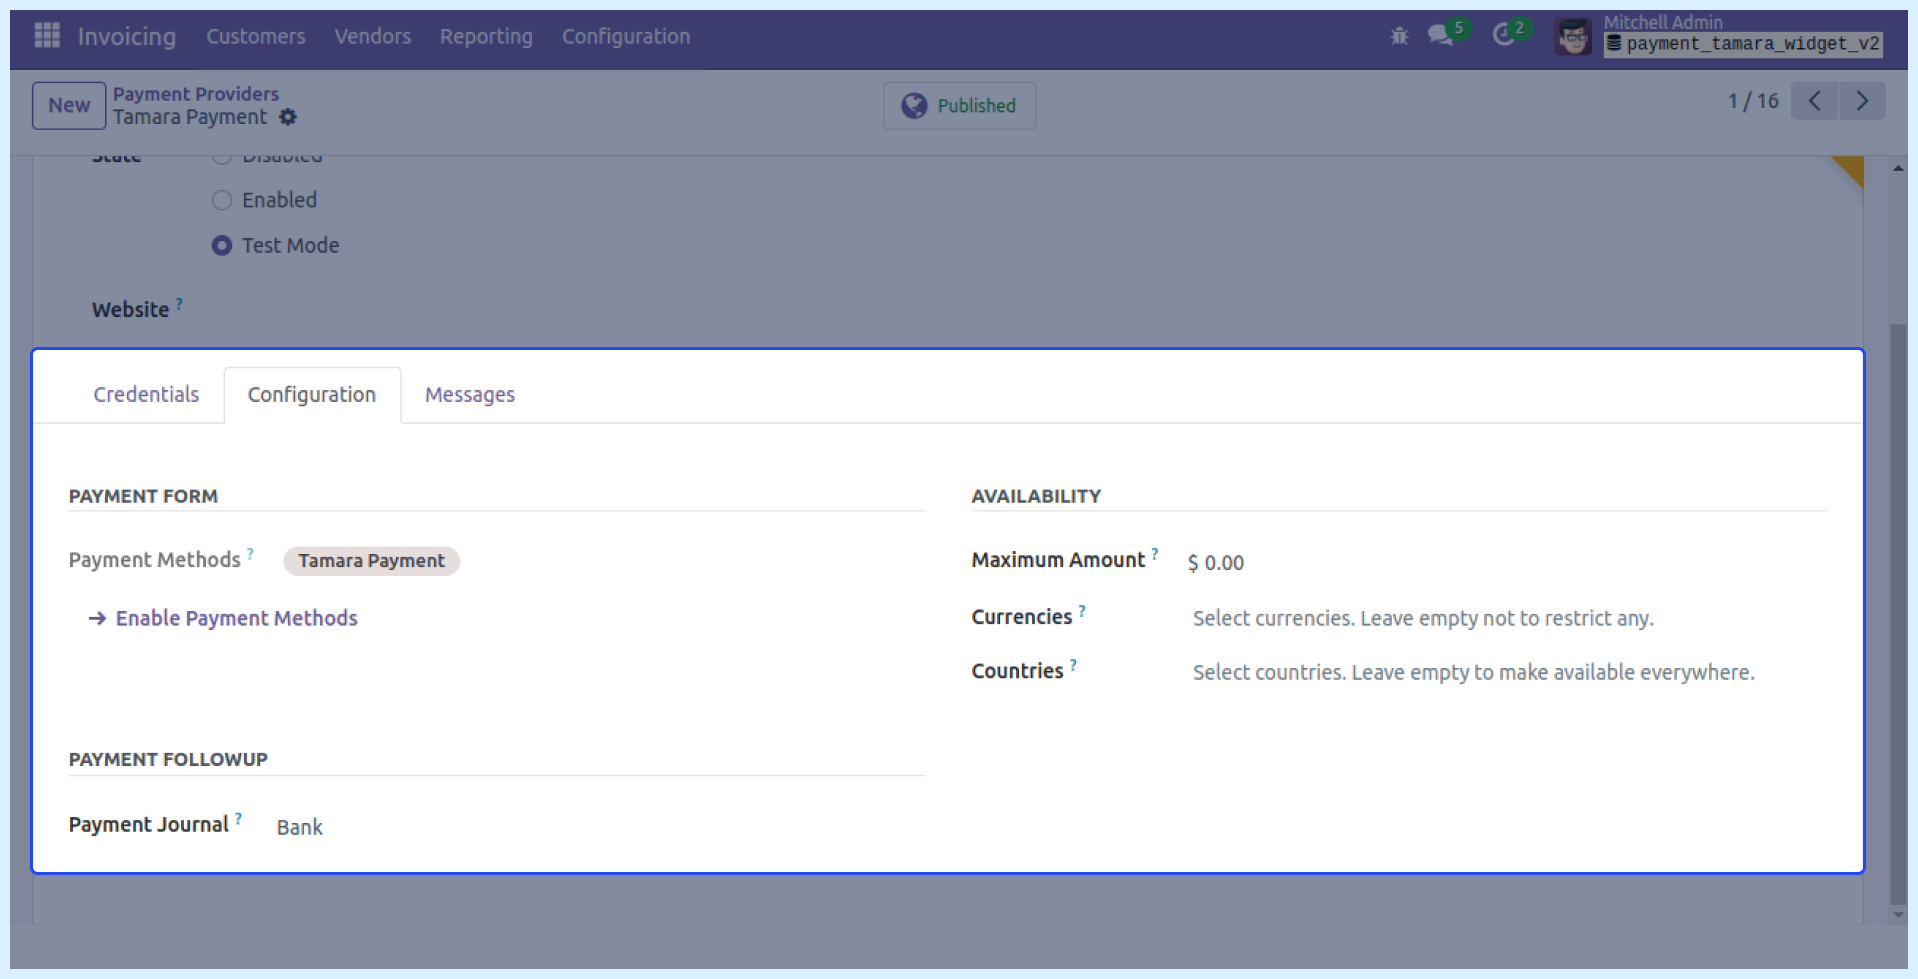 Invoicing Customers Vendors Reporting Configuration 5 2 Mitchell Admin
payment_tamara_widget_v2
New Payment Providers
Tamara Payment
Published
1 / 16
State Disabled
Enabled
Test Mode
Website ?
Credentials Configuration Messages
PAYMENT FORM
Payment Methods ? Tamara Payment
→ Enable Payment Methods
AVAILABILITY
Maximum Amount ? $ 0.00
Currencies ? Select currencies. Leave empty not to restrict any.
Countries ? Select countries. Leave empty to make available everywhere.
PAYMENT FOLLOWUP
Payment Journal ? Bank